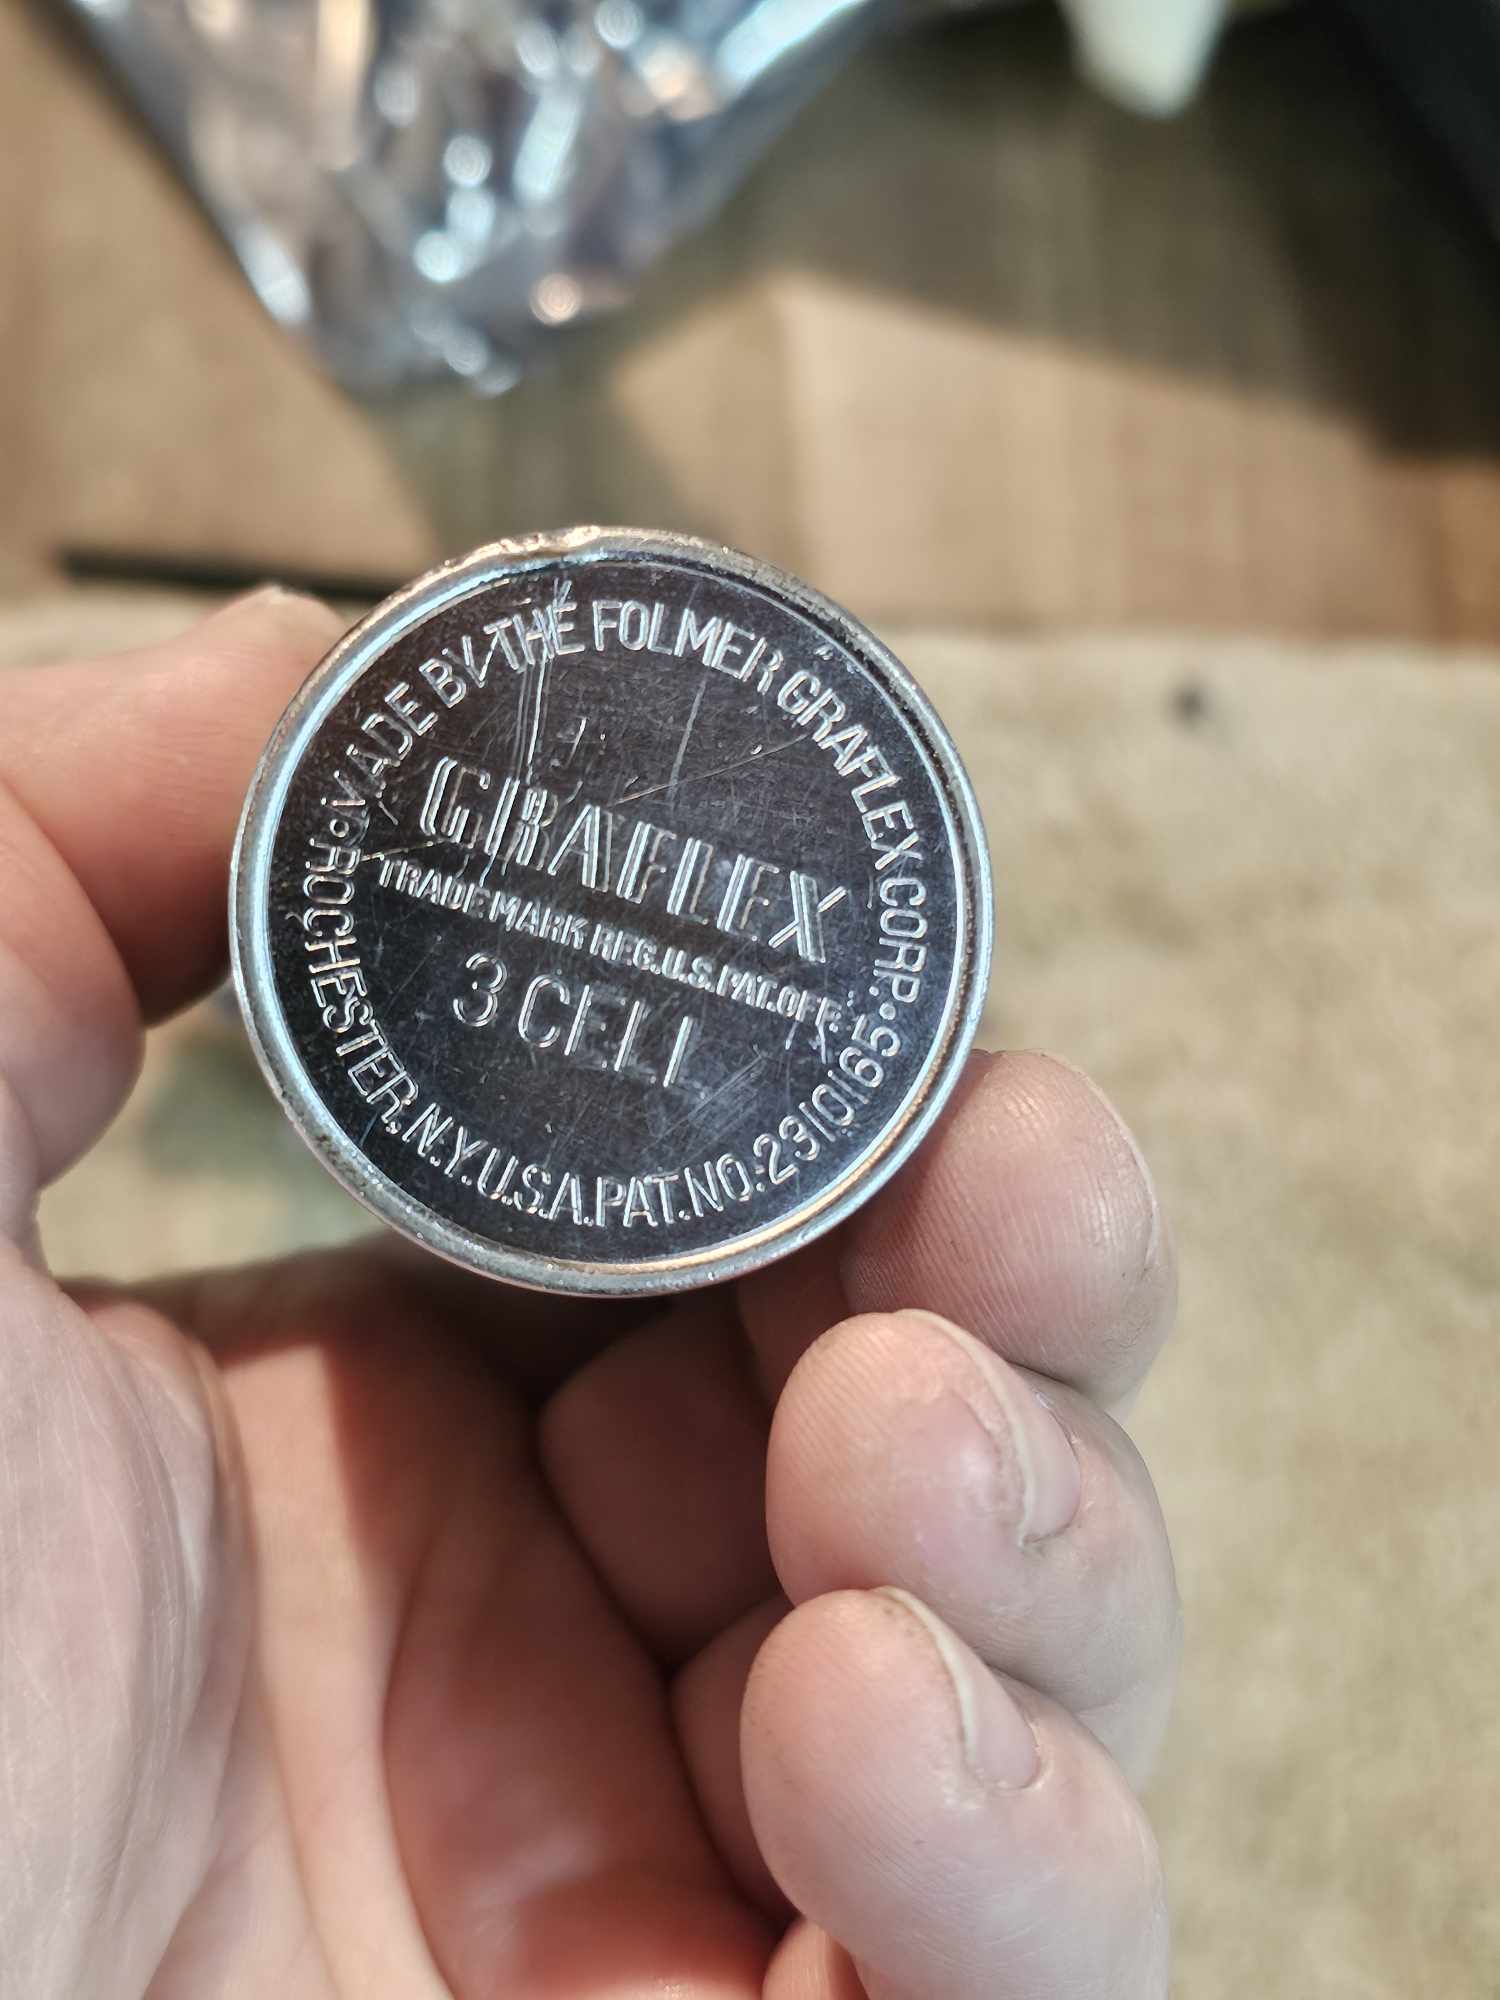 MADE BY THE FOLMER GRAFLEX CORP.
GRAFLEX
TRADE MARK REG. U.S. PAT. OFF.
3 CELL
ROCHESTER, N.Y. U.S.A. PAT. NO. 2310165